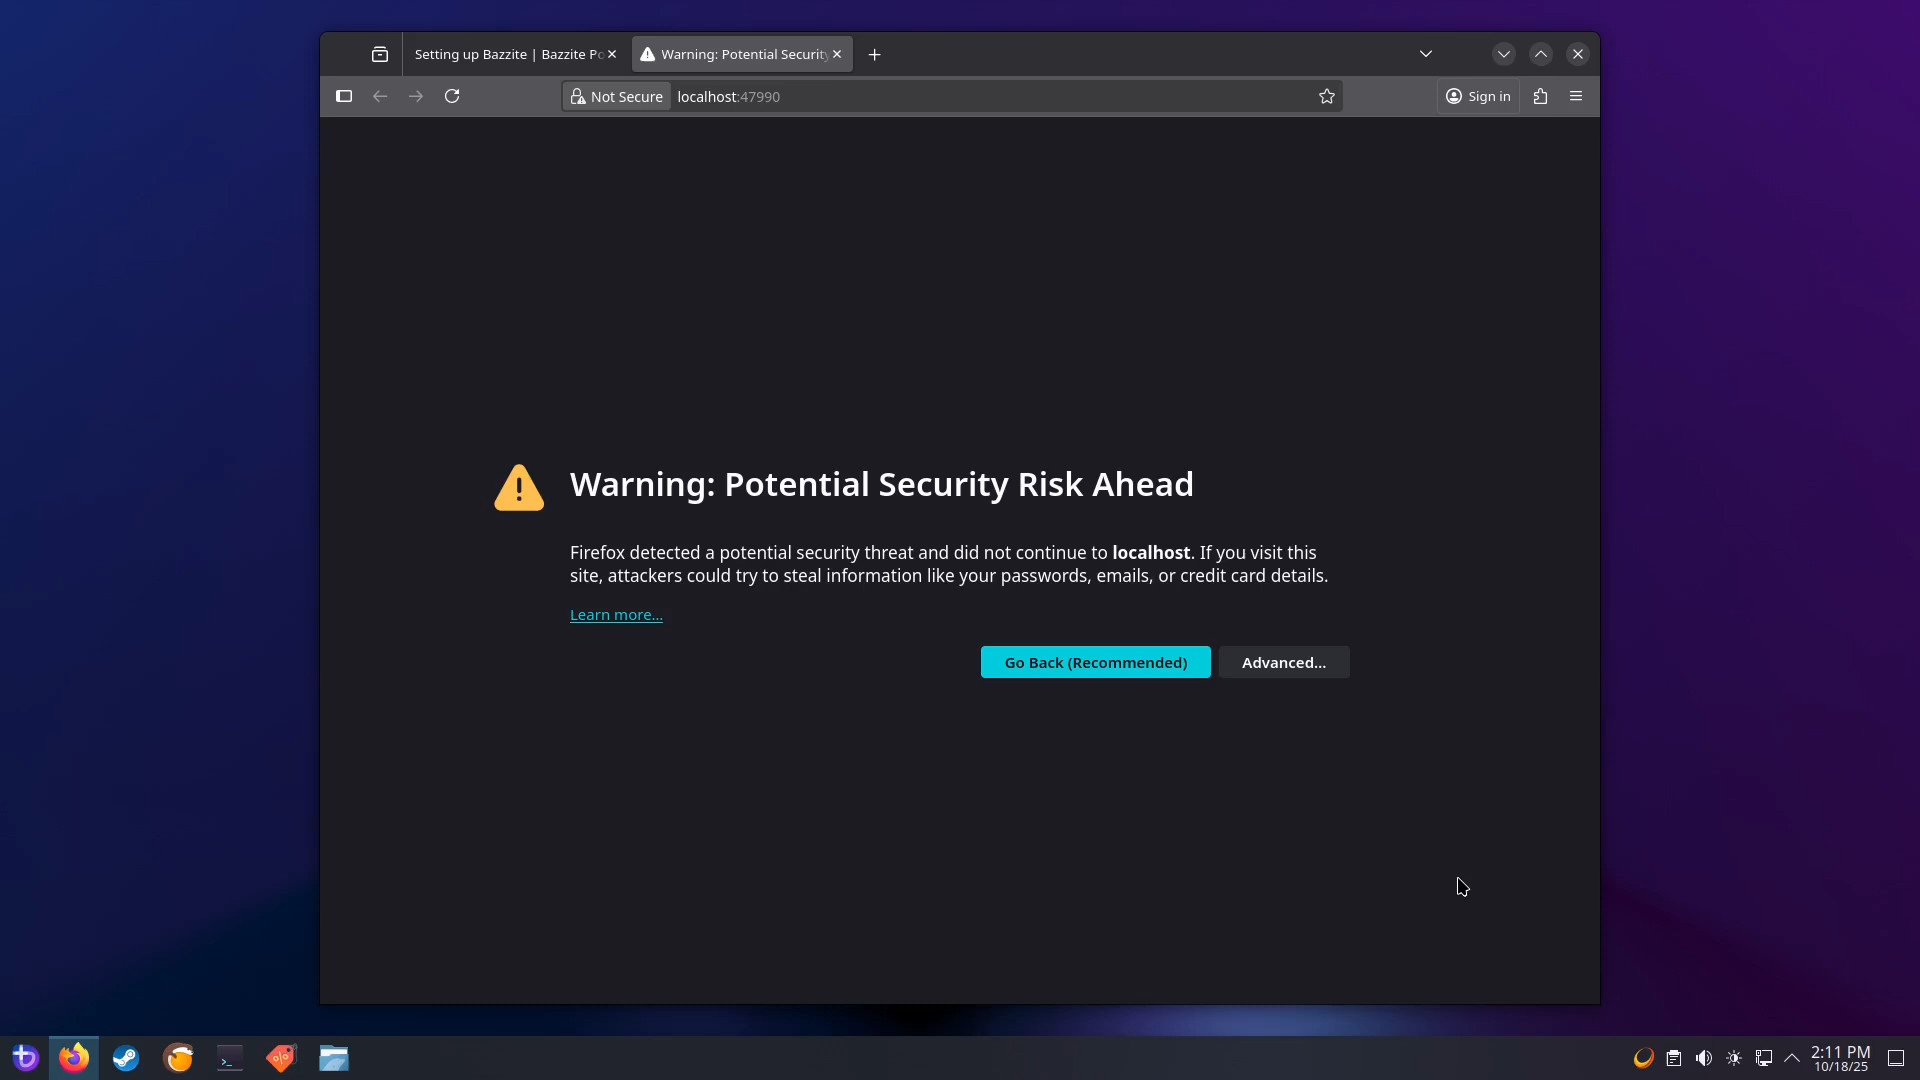 Setting up Bazzite | Bazzite Po
Warning: Potential Security
Not Secure
localhost:47990
Sign in
Warning: Potential Security Risk Ahead
Firefox detected a potential security threat and did not continue to localhost. If you visit this
site, attackers could try to steal information like your passwords, emails, or credit card details.
Learn more...
Go Back (Recommended)
Advanced...
2:11 PM
10/18/25